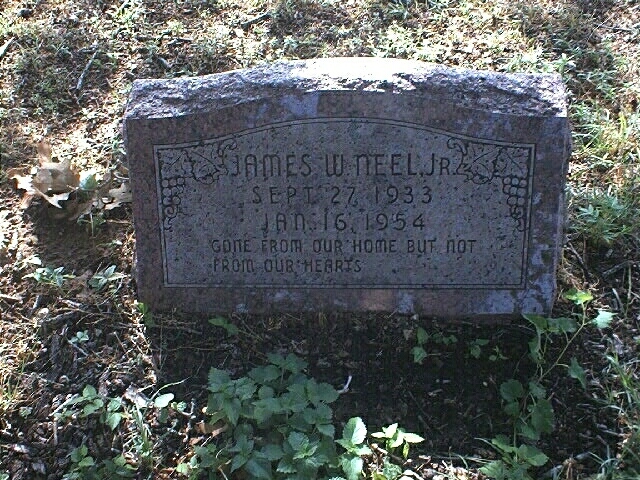 JAMES W. NEEL, JR.
SEPT. 27, 1933
JAN. 16, 1954
GONE FROM OUR HOME BUT NOT
FROM OUR HEARTS